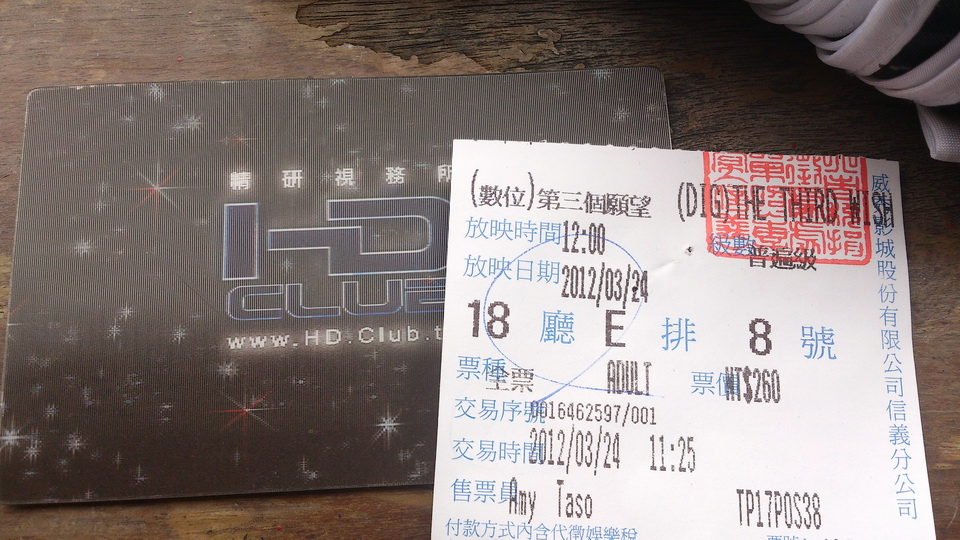 精研視務所
HD
CLUB
www.HD.Club.t
(數位)第三個願望 (DIG)THE THIRD WISH
放映時間 12:00 級數 普遍級
放映日期 2012/03/24
18 廳 E 排 8 號
票種 全票 ADULT 票價 NT$260
交易序號 0016462597/001
交易時間 2012/03/24 11:25
售票員 Amy Taso TP17POS38
付款方式內含代徵娛樂稅
影城股份有限公司信義分公司